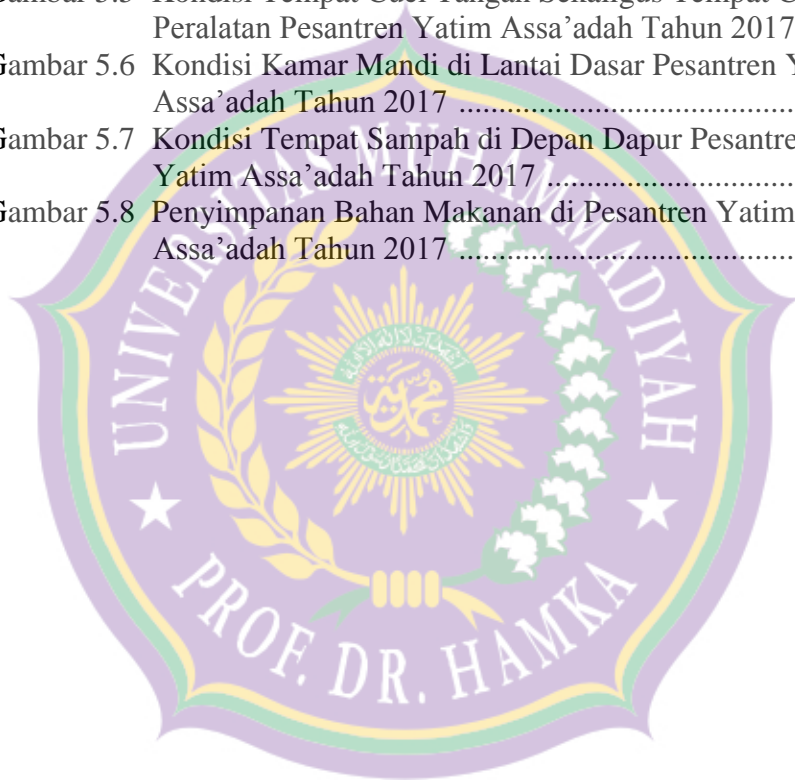 Peralatan Pesantren Yatim Assa’adah Tahun 2017
Gambar 5.6 Kondisi Kamar Mandi di Lantai Dasar Pesantren
Assa’adah Tahun 2017 ......................................
Gambar 5.7 Kondisi Tempat Sampah di Depan Dapur
Yatim Assa’adah Tahun 2017 ............................
Gambar 5.8 Penyimpanan Bahan Makanan di Pesantren Yatim
Assa’adah Tahun 2017 ......................................
UNIVERSITAS MUHAMMADIYAH
محمدية
PROF. DR. HAMKA